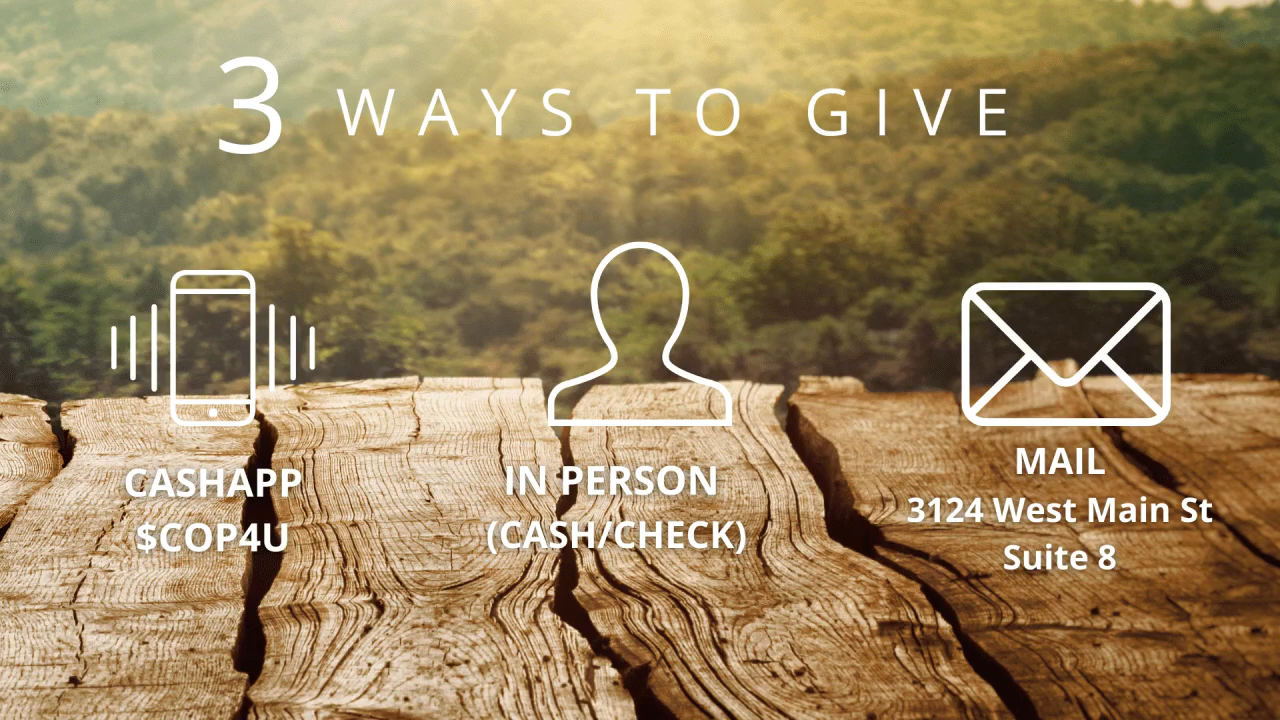 3 WAYS TO GIVE
CASHAPP
$COP4U
IN PERSON
(CASH/CHECK)
MAIL
3124 West Main St
Suite 8